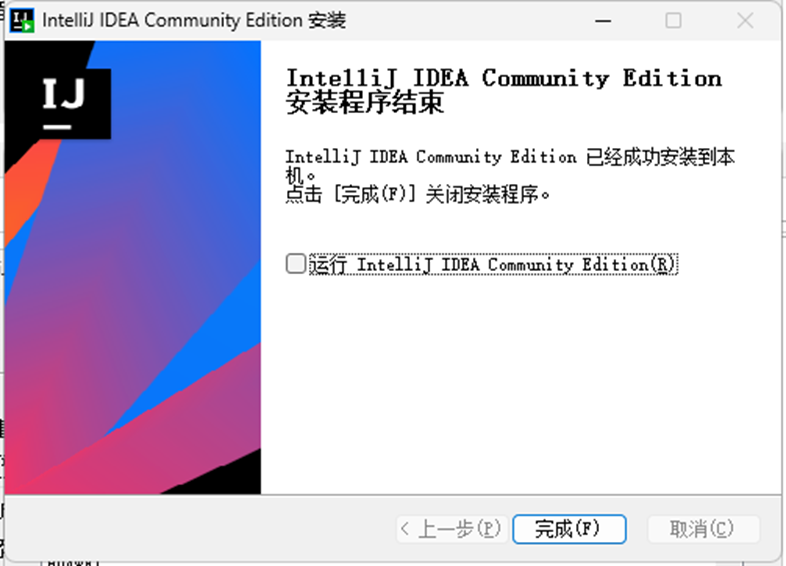 IntelliJ IDEA Community Edition 安装
IJ
IntelliJ IDEA Community Edition
安装程序结束
IntelliJ IDEA Community Edition 已经成功安装到本
机。
点击 [完成(F)] 关闭安装程序。
运行 IntelliJ IDEA Community Edition(R)
< 上一步(P)
完成(F)
取消(C)